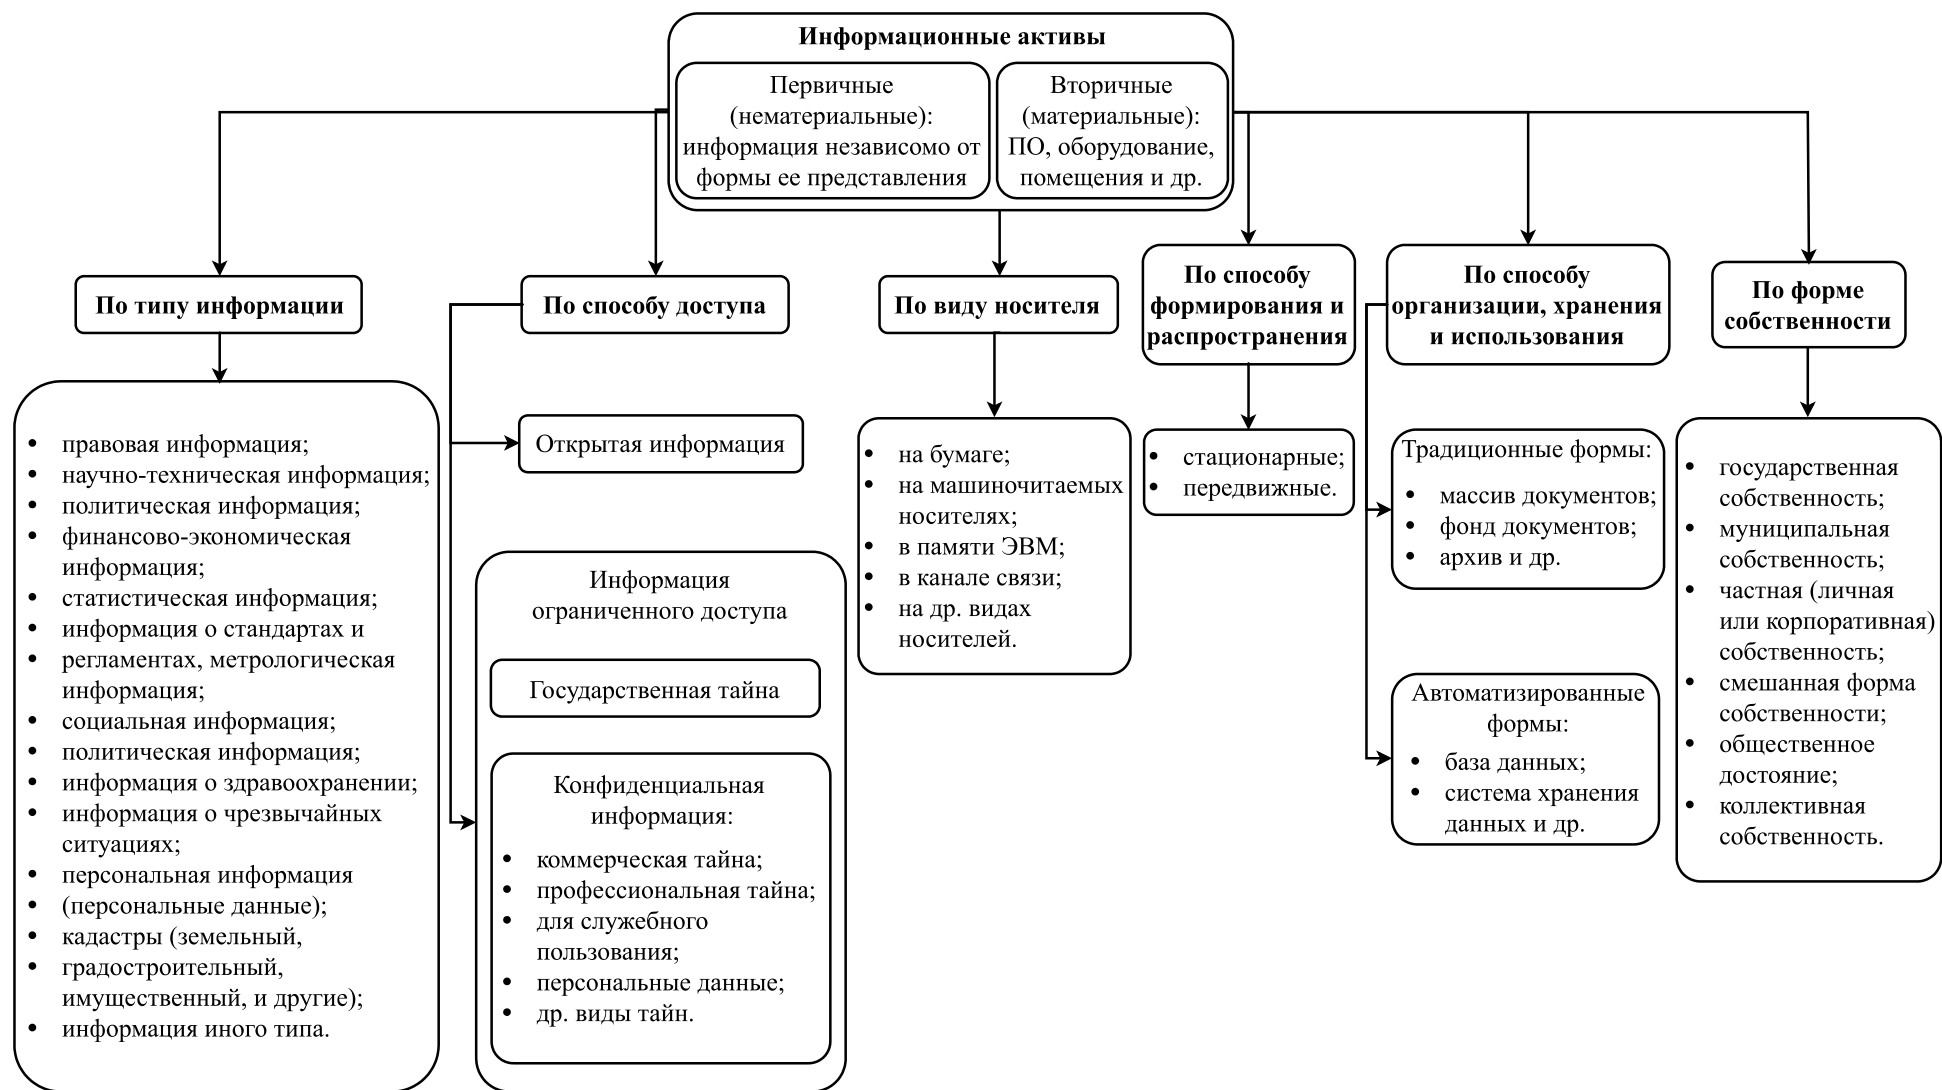 Информационные активы
Первичные
(нематериальные):
информация независомо от
формы ее представления
Вторичные
(материальные):
ПО, оборудование,
помещения и др.
По типу информации
• правовая информация;
• научно-техническая информация;
• политическая информация;
• финансово-экономическая
информация;
• статистическая информация;
• информация о стандартах и
• регламентах, метрологическая
информация;
• социальная информация;
• политическая информация;
• информация о здравоохранении;
• информация о чрезвычайных
ситуациях;
• персональная информация
• (персональные данные);
• кадастры (земельный,
• градостроительный,
имущественный, и другие);
• информация иного типа.
По способу доступа
Открытая информация
Информация
ограниченного доступа
Государственная тайна
Конфиденциальная
информация:
• коммерческая тайна;
• профессиональная тайна;
• для служебного
пользования;
• персональные данные;
• др. виды тайн.
По виду носителя
• на бумаге;
• на машиночитаемых
носителях;
• в памяти ЭВМ;
• в канале связи;
• на др. видах
носителей.
По способу
формирования и
распространения
• стационарные;
• передвижные.
По способу
организации, хранения
и использования
Традиционные формы:
• массив документов;
• фонд документов;
• архив и др.
Автоматизированные
формы:
• база данных;
• система хранения
данных и др.
По форме
собственности
• государственная
собственность;
• муниципальная
собственность;
• частная (личная
или корпоративная)
собственность;
• смешанная форма
собственности;
• общественное
достояние;
• коллективная
собственность.